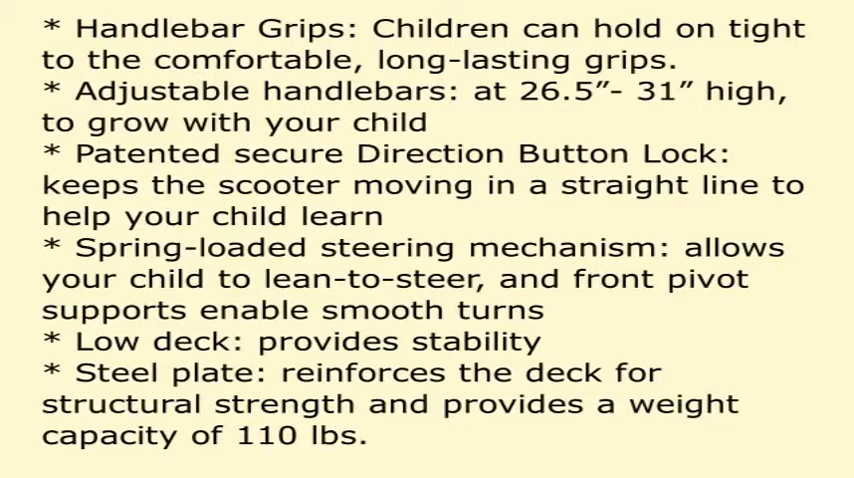 * Handlebar Grips: Children can hold on tight
to the comfortable, long-lasting grips.
* Adjustable handlebars: at 26.5”- 31” high,
to grow with your child
* Patented secure Direction Button Lock:
keeps the scooter moving in a straight line to
help your child learn
* Spring-loaded steering mechanism: allows
your child to lean-to-steer, and front pivot
supports enable smooth turns
* Low deck: provides stability
* Steel plate: reinforces the deck for
structural strength and provides a weight
capacity of 110 lbs.